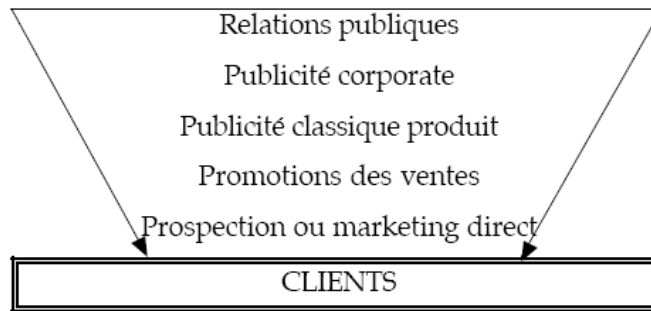 Relations publiques
Publicité corporate
Publicité classique produit
Promotions des ventes
Prospection ou marketing direct
CLIENTS